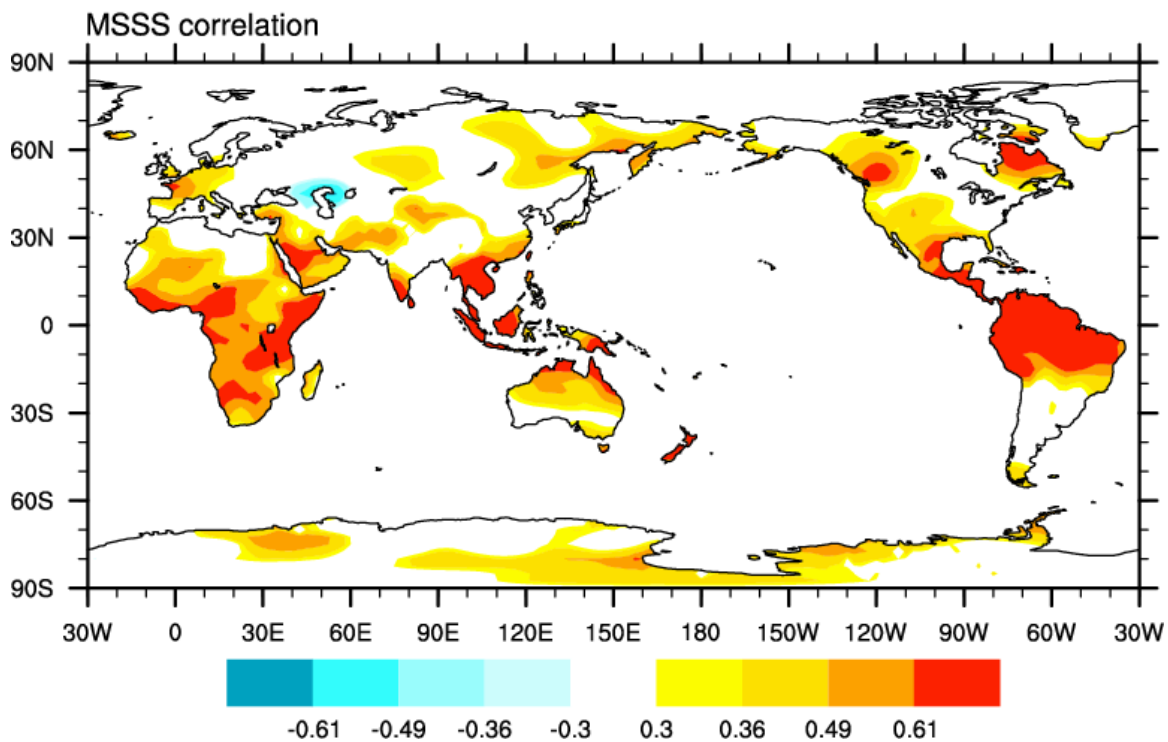 MSSS correlation
90N
60N
30N
0
30S
60S
90S
30W 0 30E 60E 90E 120E 150E 180 150W 120W 90W 60W 30W
-0.61 -0.49 -0.36 -0.3 0.3 0.36 0.49 0.61